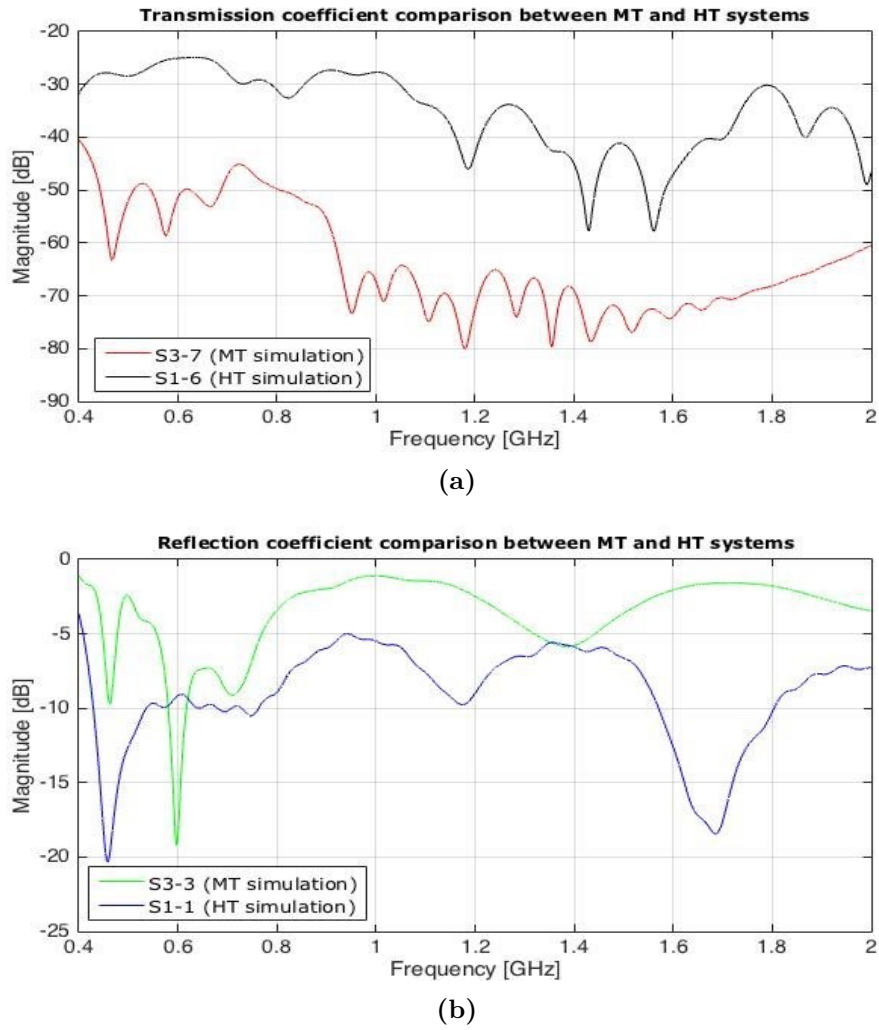 Transmission coefficient comparison between MT and HT systems
-20
-30
-40
-50
-60
-70
-80
-90
Magnitude [dB]
S3-7 (MT simulation)
S1-6 (HT simulation)
0.4 0.6 0.8 1 1.2 1.4 1.6 1.8 2
Frequency [GHz]
(a)
Reflection coefficient comparison between MT and HT systems
0
-5
-10
-15
-20
-25
Magnitude [dB]
S3-3 (MT simulation)
S1-1 (HT simulation)
0.4 0.6 0.8 1 1.2 1.4 1.6 1.8 2
Frequency [GHz]
(b)